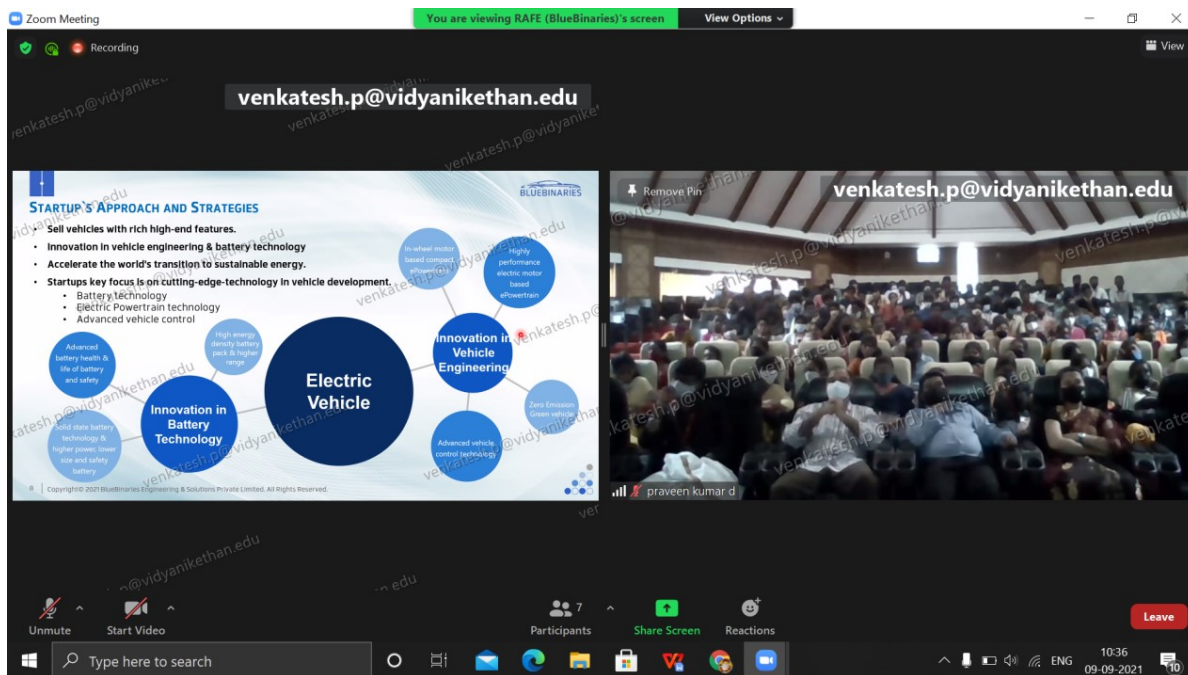 Zoom Meeting
You are viewing RAFE (BlueBinaries)'s screen
View Options
Recording
View
venkatesh.p@vidyanikethan.edu
BLUEBINARIES
STARTUP`S APPROACH AND STRATEGIES
• Sell vehicles with rich high-end features.
• Innovation in vehicle engineering & battery technology
• Accelerate the world's transition to sustainable energy.
• Startups key focus is on cutting-edge-technology in vehicle development.
• Battery technology
• Electric Powertrain technology
• Advanced vehicle control
In-wheel motor
based compact
ePowertrain
Highly
performance
electric motor
based
ePowertrain
Advanced
battery health &
life of battery
and safety
High energy
density battery
pack & higher
range
Electric
Vehicle
Innovation in
Vehicle
Engineering
Innovation in
Battery
Technology
Solid state battery
technology &
higher power, lower
size and safety
battery
Zero Emission
Green vehicle
Advanced vehicle
control technology
8 | Copyright© 2021 BlueBinaries Engineering & Solutions Private Limited, All Rights Reserved.
Remove Pin
venkatesh.p@vidyanikethan.edu
praveen kumar d
Unmute
Start Video
7
Participants
Share Screen
Reactions
Leave
Type here to search
ENG
10:36
09-09-2021
10